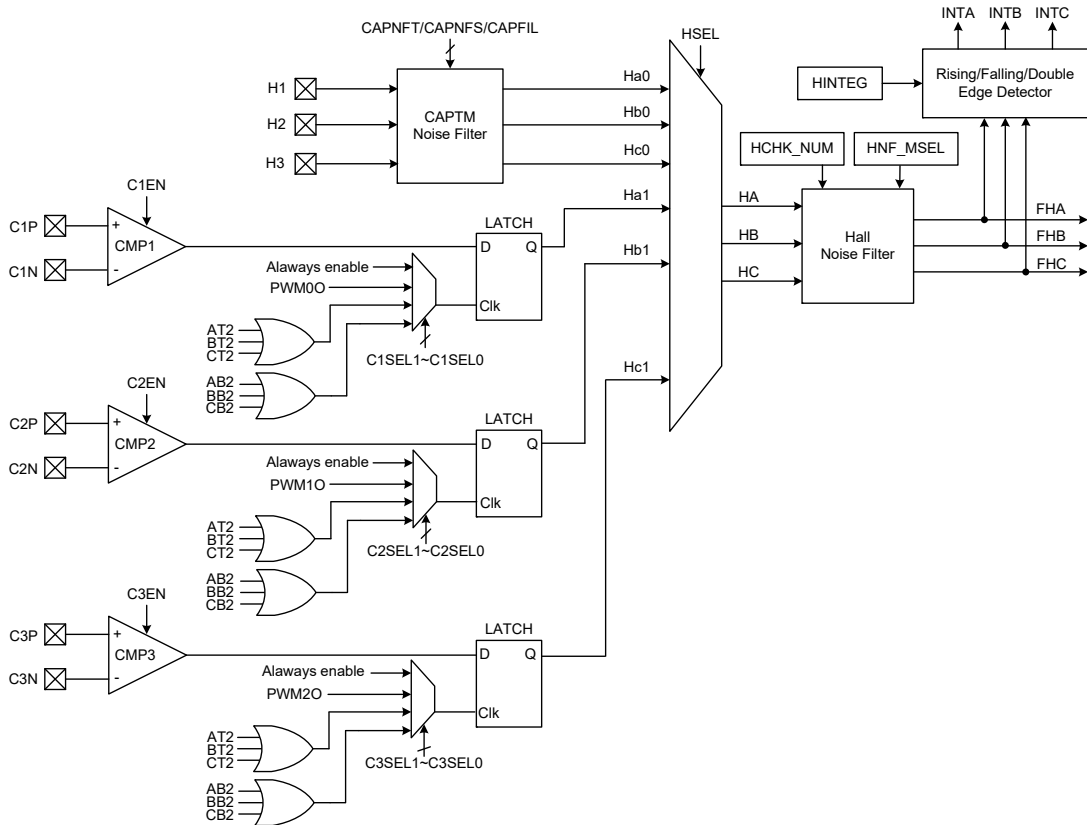 INTA INTB INTC
CAPNFT/CAPNFS/CAPFIL
HSEL
H1
H2
H3
CAPTM
Noise Filter
Ha0
Hb0
Hc0
Ha1
Hb1
Hc1
HINTEG
Rising/Falling/Double
Edge Detector
HCHK_NUM
HNF_MSEL
HA
HB
HC
Hall
Noise Filter
FHA
FHB
FHC
C1EN
C1P
C1N
+
-
CMP1
LATCH
D Q
Clk
Alaways enable
PWM0O
AT2
BT2
CT2
C1SEL1~C1SEL0
AB2
BB2
CB2
C2EN
C2P
C2N
+
-
CMP2
LATCH
D Q
Clk
Alaways enable
PWM1O
AT2
BT2
CT2
C2SEL1~C2SEL0
AB2
BB2
CB2
C3EN
C3P
C3N
+
-
CMP3
LATCH
D Q
Clk
Alaways enable
PWM2O
AT2
BT2
CT2
C3SEL1~C3SEL0
AB2
BB2
CB2